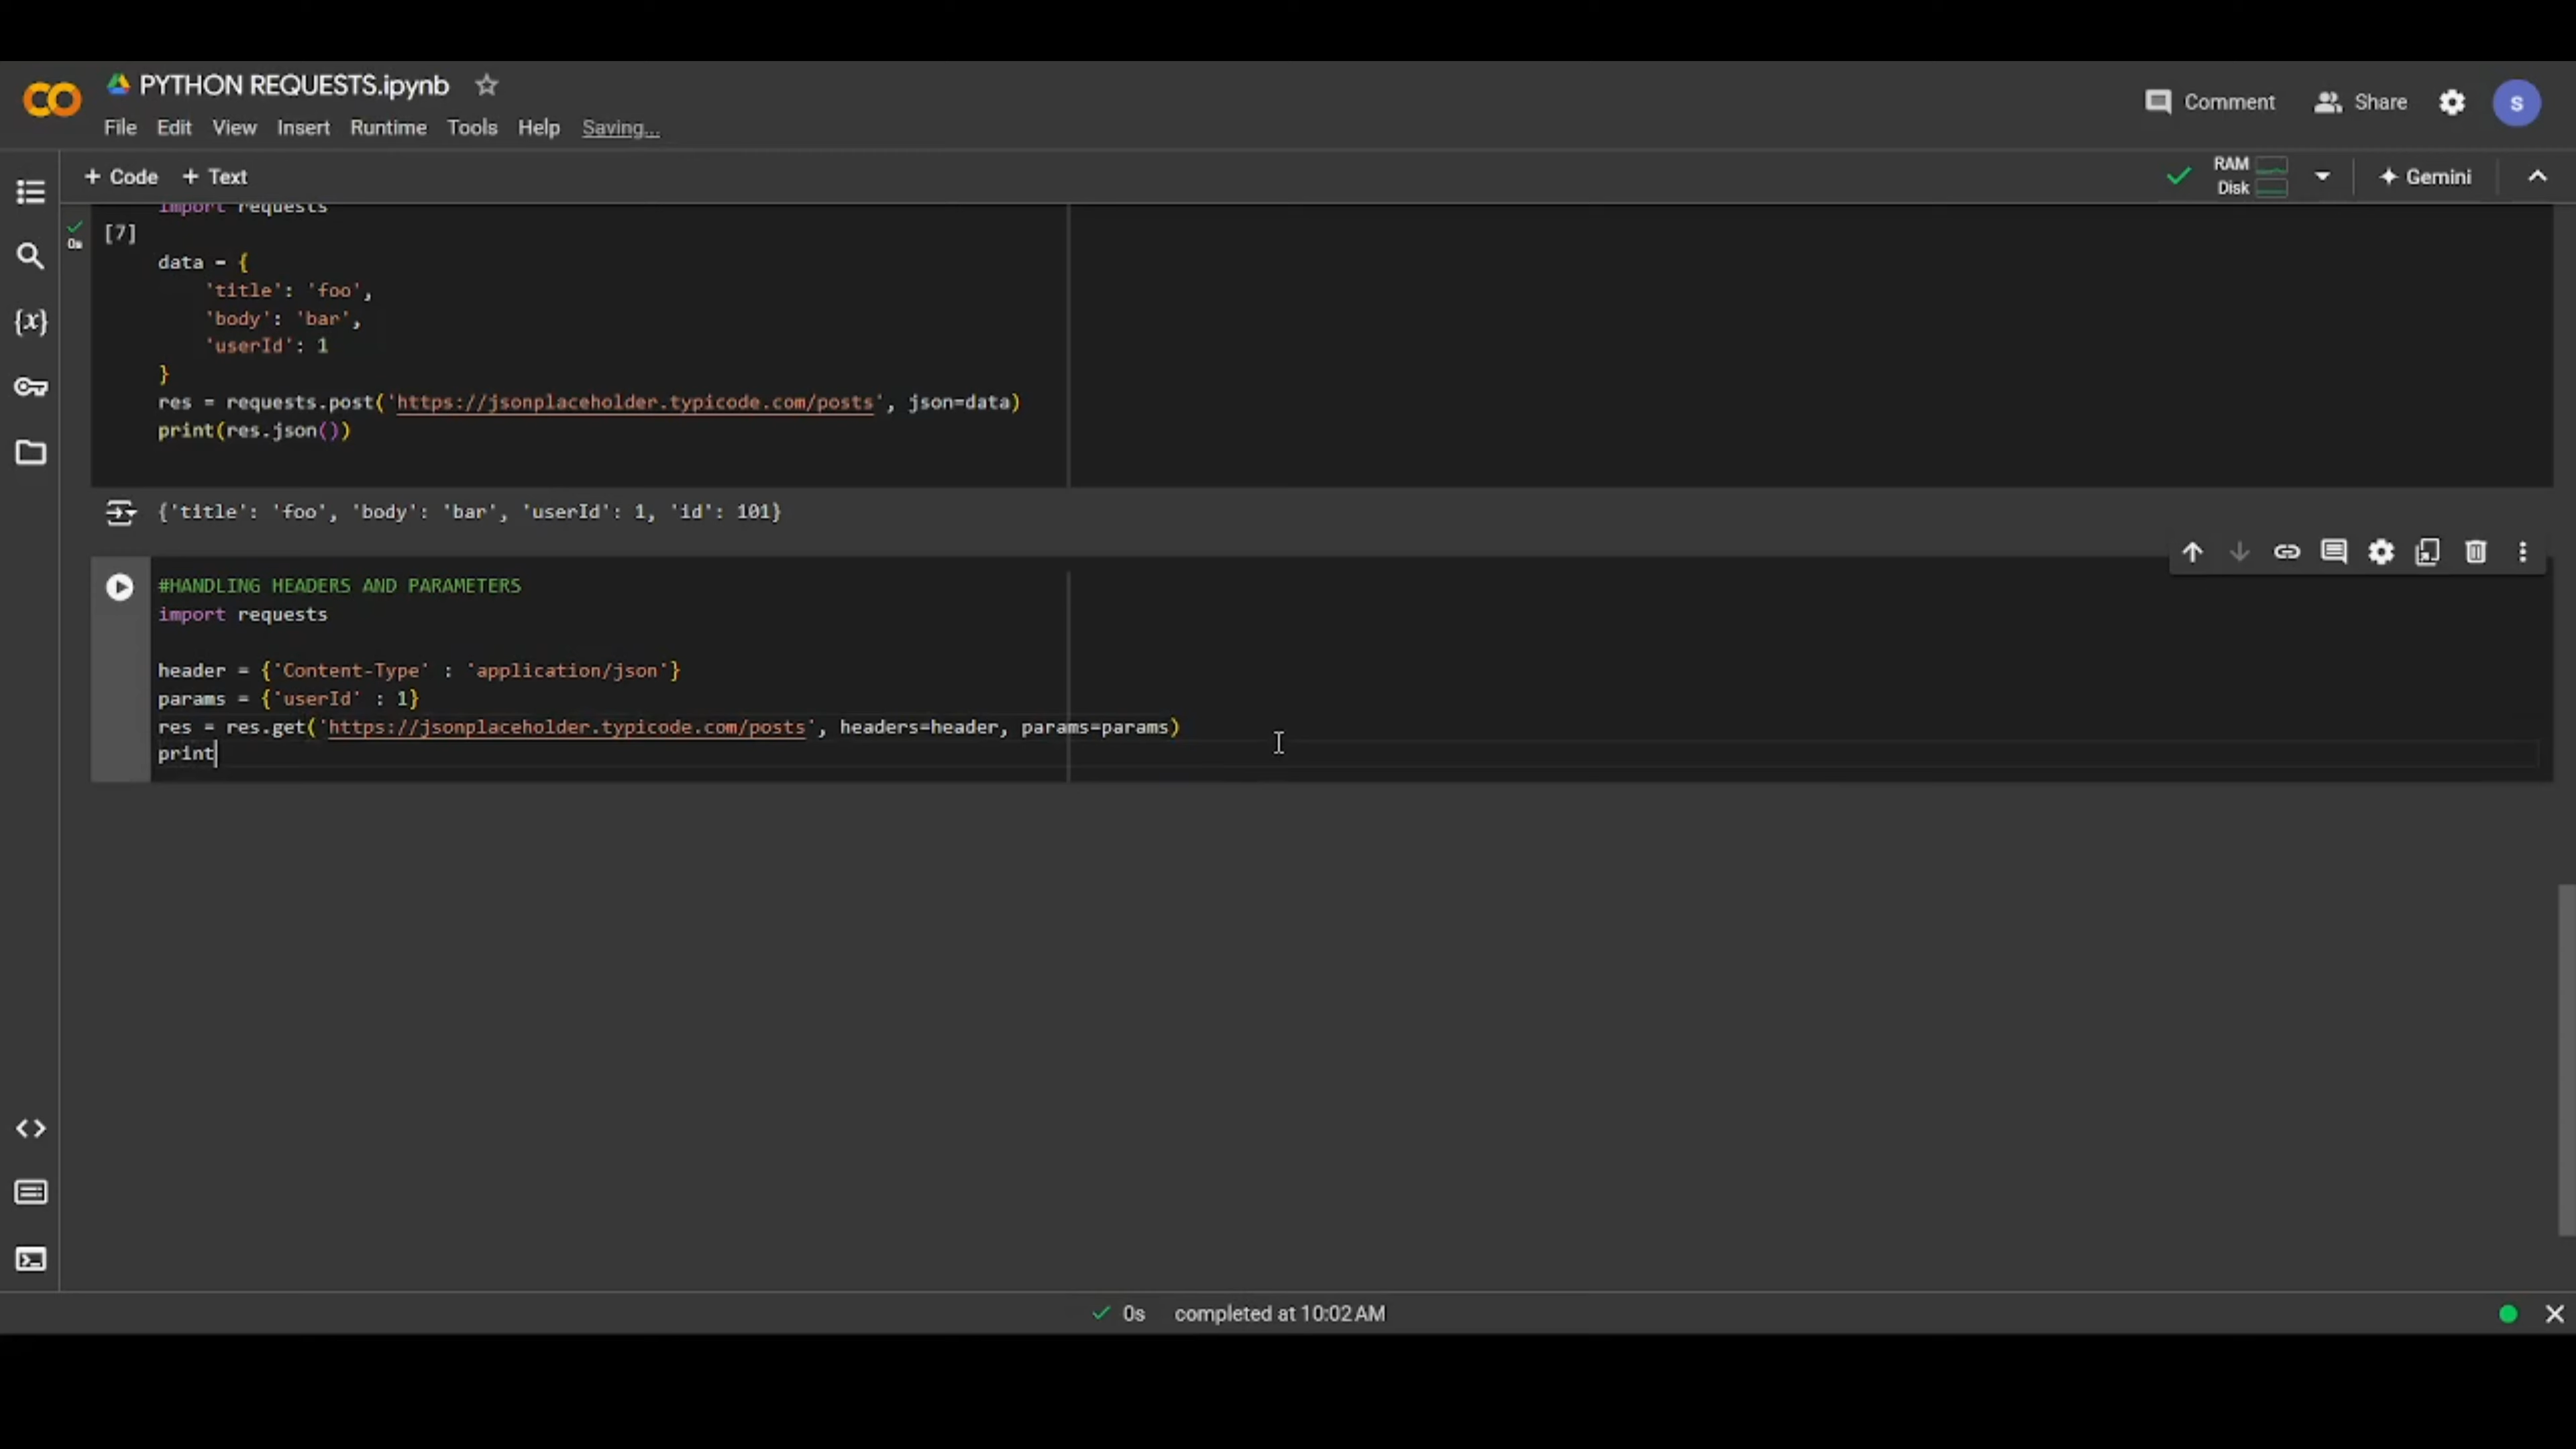 PYTHON REQUESTS.ipynb
Comment
Share
S
File Edit View Insert Runtime Tools Help Saving...
+ Code + Text
RAM
Disk
Gemini
import requests
0s
[7]
data = {
'title': 'foo',
'body': 'bar',
'userId': 1
}
res = requests.post('https://jsonplaceholder.typicode.com/posts', json=data)
print(res.json())
{'title': 'foo', 'body': 'bar', 'userId': 1, 'id': 101}
#HANDLING HEADERS AND PARAMETERS
import requests
header = {'Content-Type' : 'application/json'}
params = {'userId' : 1}
res = res.get('https://jsonplaceholder.typicode.com/posts', headers=header, params=params)
print
0s completed at 10:02 AM